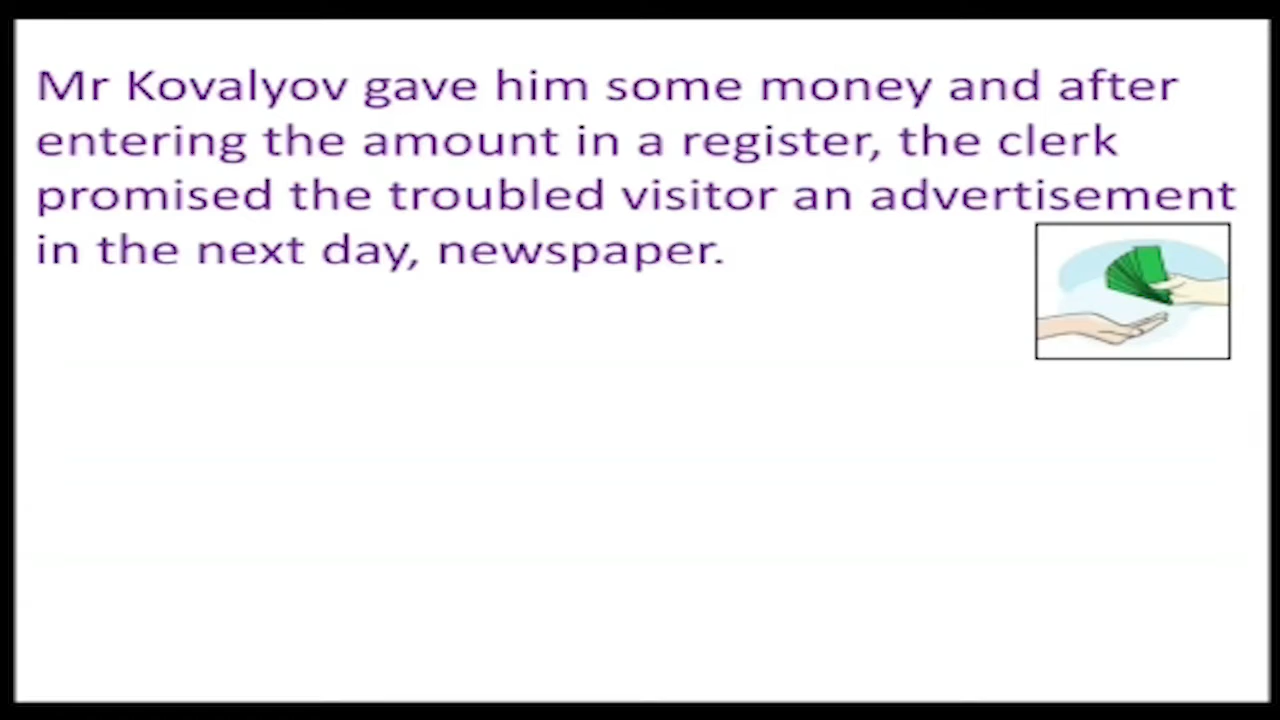 Mr Kovalyov gave him some money and after
entering the amount in a register, the clerk
promised the troubled visitor an advertisement
in the next day, newspaper.